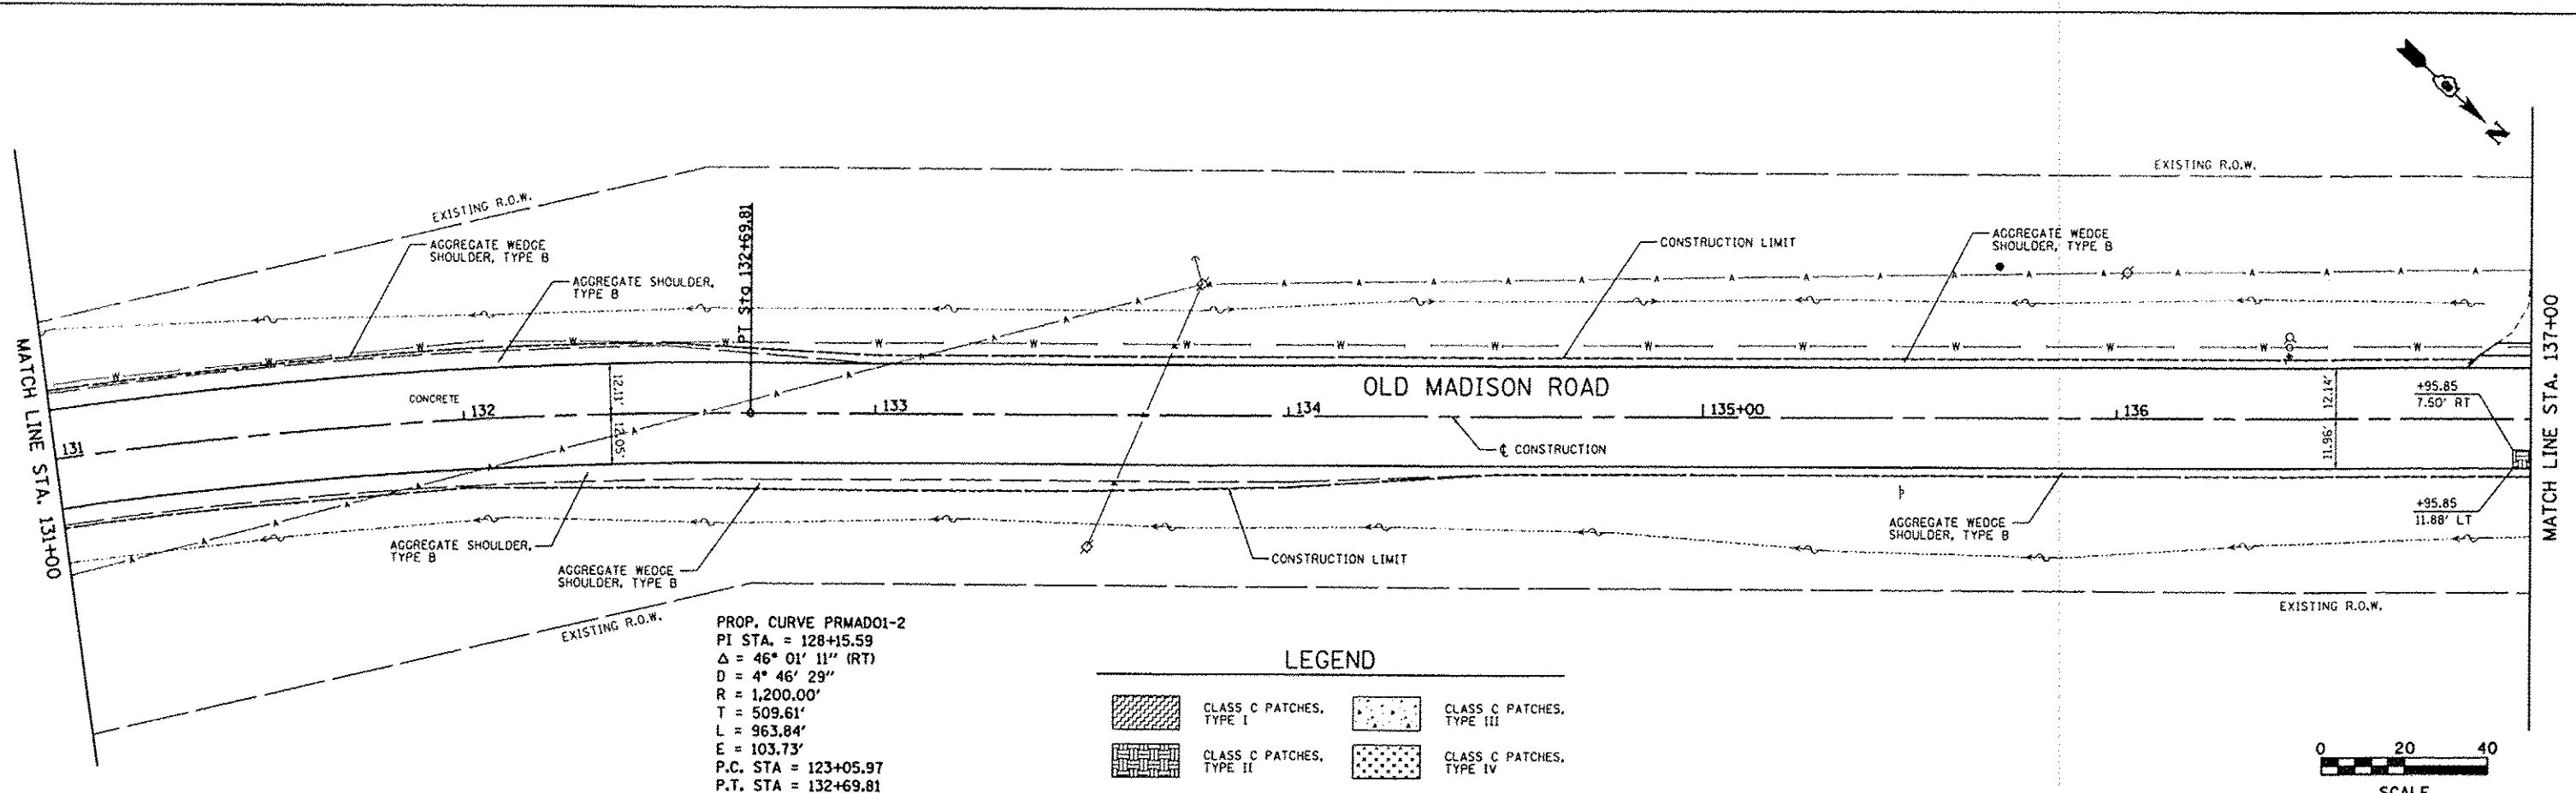 N
EXISTING R.O.W.
EXISTING R.O.W.
AGGREGATE WEDGE
SHOULDER, TYPE B
AGGREGATE SHOULDER,
TYPE B
PT Sta 132+69.81
CONSTRUCTION LIMIT
AGGREGATE WEDGE
SHOULDER, TYPE B
MATCH LINE STA. 131+00
MATCH LINE STA. 137+00
A A A A A A A A A A A A A A A A A A
W W W W W W W W W W W W W W W W
OLD MADISON ROAD
CONCRETE
131
132
133
134
135+00
136
12.11'
12.05'
12.14'
11.96'
+95.85
7.50' RT
℄ CONSTRUCTION
+95.85
11.88' LT
AGGREGATE SHOULDER,
TYPE B
AGGREGATE WEDGE
SHOULDER, TYPE B
CONSTRUCTION LIMIT
AGGREGATE WEDGE
SHOULDER, TYPE B
EXISTING R.O.W.
EXISTING R.O.W.
PROP. CURVE PRMAD01-2
PI STA. = 128+15.59
Δ = 46° 01' 11" (RT)
D = 4° 46' 29"
R = 1,200.00'
T = 509.61'
L = 963.84'
E = 103.73'
P.C. STA = 123+05.97
P.T. STA = 132+69.81
LEGEND
CLASS C PATCHES,
TYPE I
CLASS C PATCHES,
TYPE III
CLASS C PATCHES,
TYPE II
CLASS C PATCHES,
TYPE IV
0 20 40
SCALE